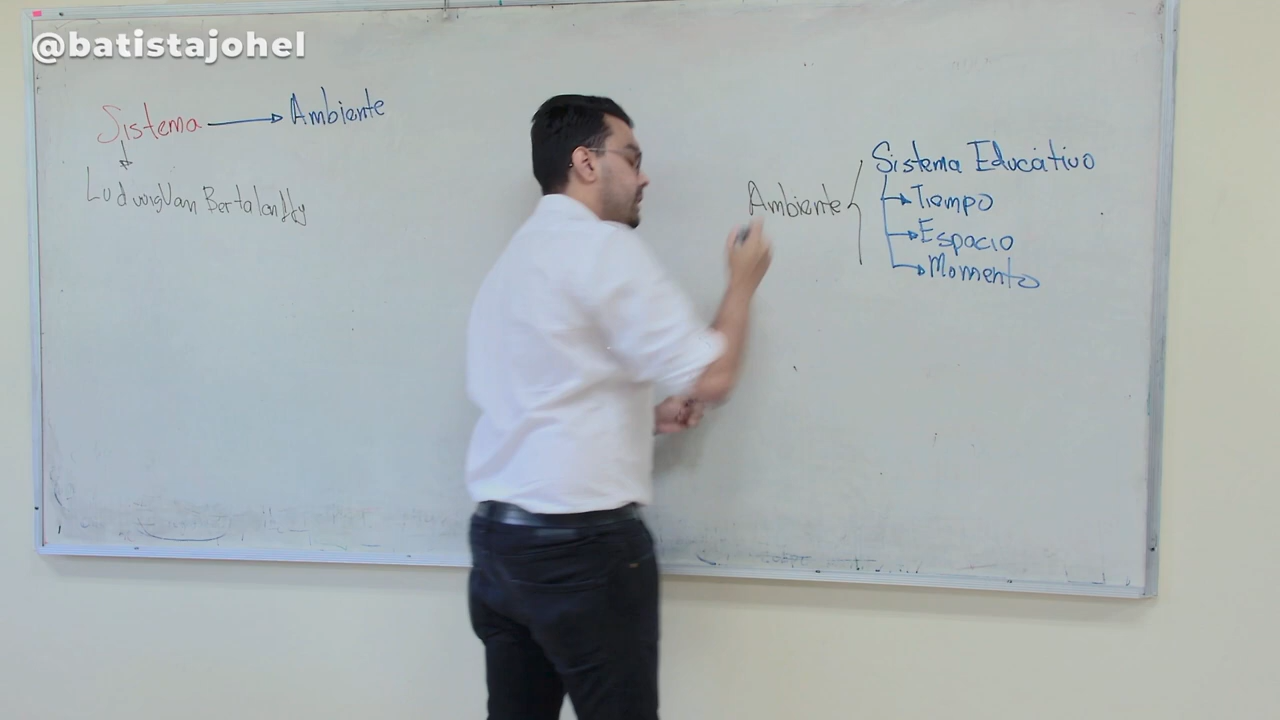 @batistajohel
Sistema → Ambiente
Ludwig Van Bertalanffy
Ambiente
Sistema Educativo
Tiempo
Espacio
Momento